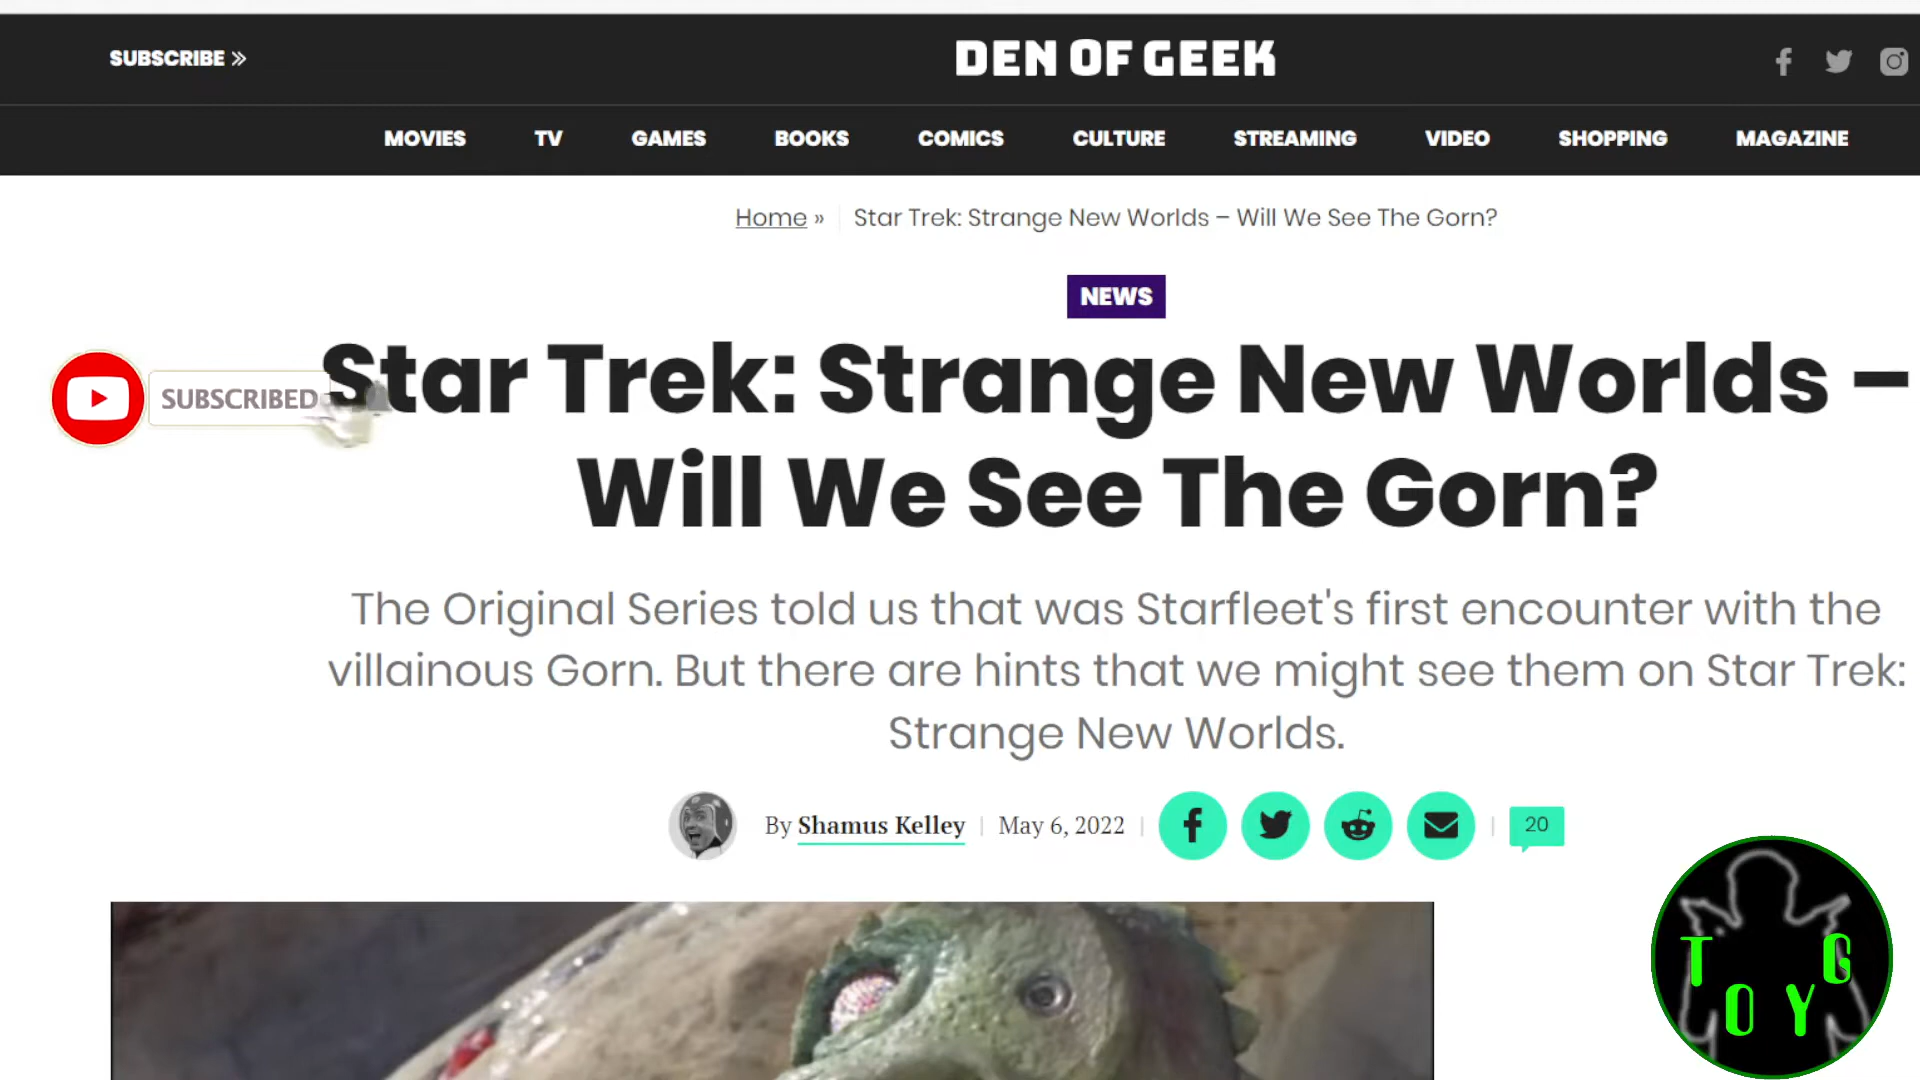 SUBSCRIBE »
DEN OF GEEK
MOVIES TV GAMES BOOKS COMICS CULTURE STREAMING VIDEO SHOPPING MAGAZINE
Home » Star Trek: Strange New Worlds – Will We See The Gorn?
NEWS
Star Trek: Strange New Worlds –
Will We See The Gorn?
SUBSCRIBED
The Original Series told us that was Starfleet's first encounter with the
villainous Gorn. But there are hints that we might see them on Star Trek:
Strange New Worlds.
By Shamus Kelley | May 6, 2022
20
T O Y G